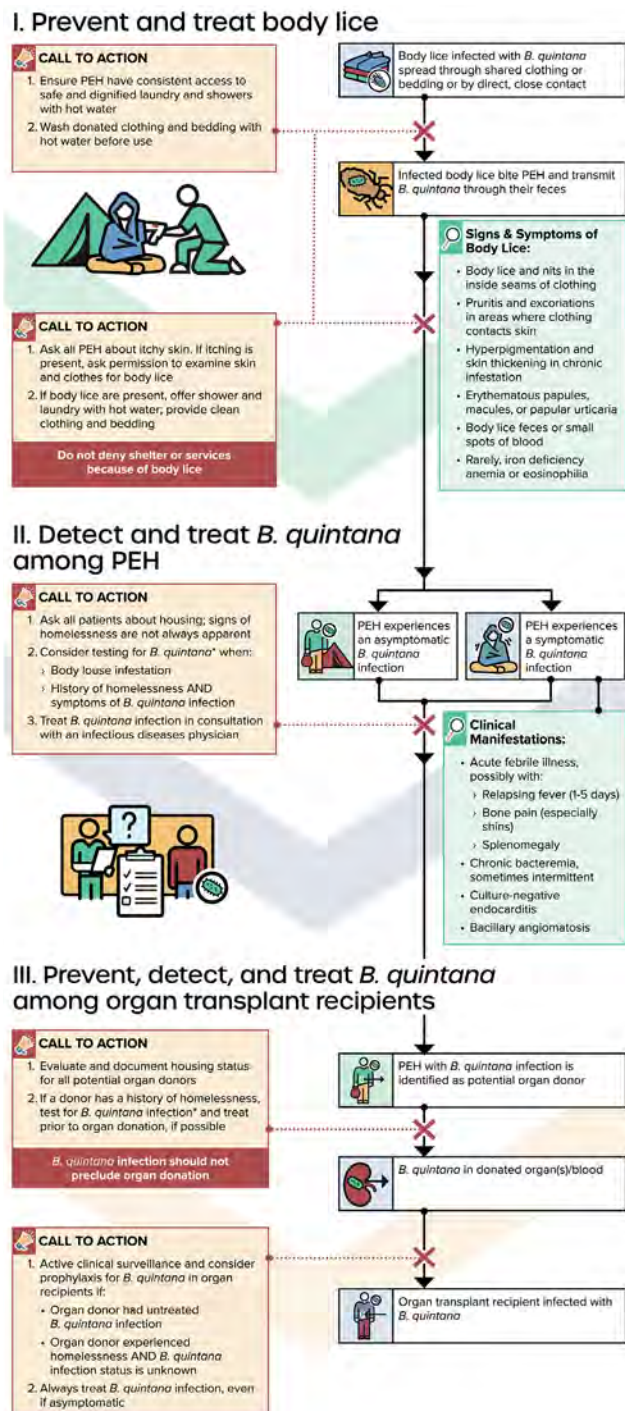 I. Prevent and treat body lice
CALL TO ACTION
1. Ensure PEH have consistent access to
safe and dignified laundry and showers
with hot water
2. Wash donated clothing and bedding with
hot water before use
Body lice infected with B. quintana
spread through shared clothing or
bedding or by direct, close contact
Infected body lice bite PEH and transmit
B. quintana through their feces
Signs & Symptoms of
Body Lice:
• Body lice and nits in the
inside seams of clothing
• Pruritis and excoriations
in areas where clothing
contacts skin
• Hyperpigmentation and
skin thickening in chronic
infestation
• Erythematous papules,
macules, or papular urticaria
• Body lice feces or small
spots of blood
• Rarely, iron deficiency
anemia or eosinophilia
CALL TO ACTION
1. Ask all PEH about itchy skin. If itching is
present, ask permission to examine skin
and clothes for body lice
2. If body lice are present, offer shower and
laundry with hot water; provide clean
clothing and bedding
Do not deny shelter or services
because of body lice
II. Detect and treat B. quintana
among PEH
CALL TO ACTION
1. Ask all patients about housing; signs of
homelessness are not always apparent
2. Consider testing for B. quintana* when:
› Body louse infestation
› History of homelessness AND
symptoms of B. quintana infection
3. Treat B. quintana infection in consultation
with an infectious diseases physician
PEH experiences
an asymptomatic
B. quintana
infection
PEH experiences
a symptomatic
B. quintana
infection
Clinical
Manifestations:
• Acute febrile illness,
possibly with:
› Relapsing fever (1-5 days)
› Bone pain (especially
shins)
› Splenomegaly
• Chronic bacteremia,
sometimes intermittent
• Culture-negative
endocarditis
• Bacillary angiomatosis
?
III. Prevent, detect, and treat B. quintana
among organ transplant recipients
CALL TO ACTION
1. Evaluate and document housing status
for all potential organ donors
2. If a donor has a history of homelessness,
test for B. quintana infection* and treat
prior to organ donation, if possible
B. quintana infection should not
preclude organ donation
PEH with B. quintana infection is
identified as potential organ donor
B. quintana in donated organ(s)/blood
CALL TO ACTION
1. Active clinical surveillance and consider
prophylaxis for B. quintana in organ
recipients if:
• Organ donor had untreated
B. quintana infection
• Organ donor experienced
homelessness AND B. quintana
infection status is unknown
2. Always treat B. quintana infection, even
if asymptomatic
Organ transplant recipient infected with
B. quintana